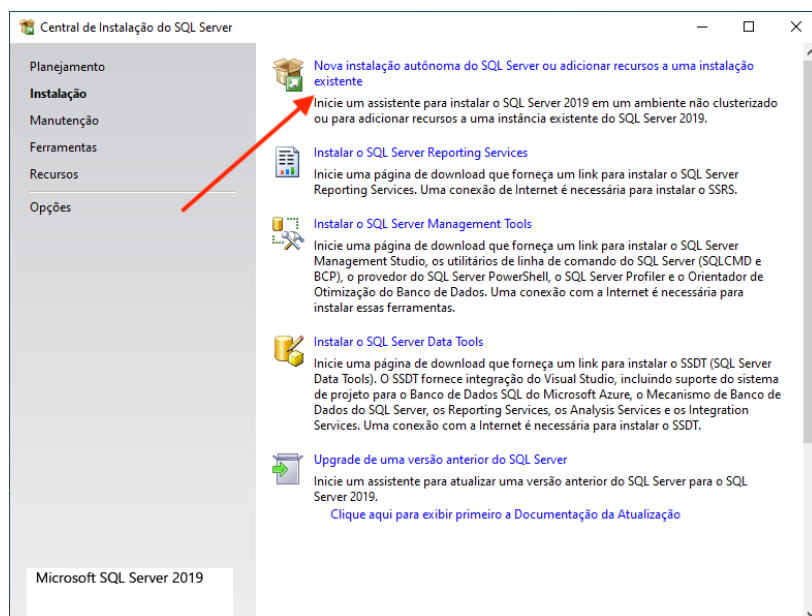 Central de Instalação do SQL Server
Planejamento
Instalação
Manutenção
Ferramentas
Recursos
Opções
Nova instalação autônoma do SQL Server ou adicionar recursos a uma instalação
existente
Inicie um assistente para instalar o SQL Server 2019 em um ambiente não clusterizado
ou para adicionar recursos a uma instância existente do SQL Server 2019.
Instalar o SQL Server Reporting Services
Inicie uma página de download que forneça um link para instalar o SQL Server
Reporting Services. Uma conexão de Internet é necessária para instalar o SSRS.
Instalar o SQL Server Management Tools
Inicie uma página de download que forneça um link para instalar o SQL Server
Management Studio, os utilitários de linha de comando do SQL Server (SQLCMD e
BCP), o provedor do SQL Server PowerShell, o SQL Server Profiler e o Orientador de
Otimização do Banco de Dados. Uma conexão com a Internet é necessária para
instalar essas ferramentas.
Instalar o SQL Server Data Tools
Inicie uma página de download que forneça um link para instalar o SSDT (SQL Server
Data Tools). O SSDT fornece integração do Visual Studio, incluindo suporte do sistema
de projeto para o Banco de Dados SQL do Microsoft Azure, o Mecanismo de Banco de
Dados do SQL Server, os Reporting Services, os Analysis Services e os Integration
Services. Uma conexão com a Internet é necessária para instalar o SSDT.
Upgrade de uma versão anterior do SQL Server
Inicie um assistente para atualizar uma versão anterior do SQL Server para o SQL
Server 2019.
Clique aqui para exibir primeiro a Documentação da Atualização
Microsoft SQL Server 2019